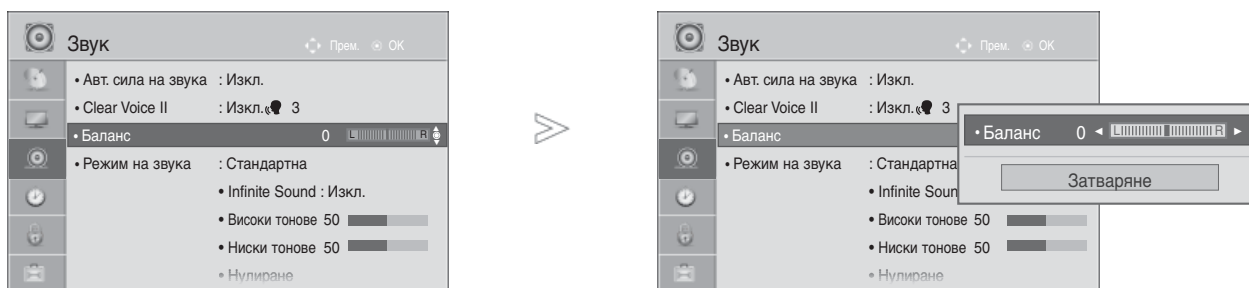 Звук
Прем. OK
• Авт. сила на звука : Изкл.
• Clear Voice II : Изкл. 3
• Баланс 0 L R
• Режим на звука : Стандартна
• Infinite Sound : Изкл.
• Високи тонове 50
• Ниски тонове 50
• Нулиране
>
Звук
Прем. OK
• Авт. сила на звука : Изкл.
• Clear Voice II : Изкл. 3
• Баланс
• Режим на звука : Стандартна
• Infinite Soun
• Високи тонове 50
• Ниски тонове 50
• Нулиране
• Баланс 0 ◄ L R ►
Затваряне